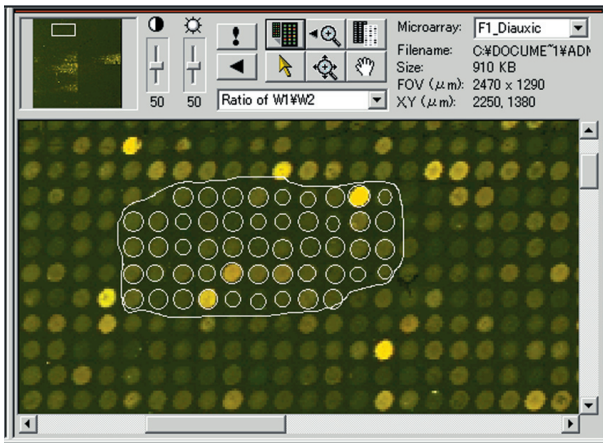 Microarray: F1_Diauxic
Filename: C:¥DOCUME~1¥ADM
Size: 910 KB
FOV (μm): 2470 x 1290
XY (μm): 2250, 1380
50 50
Ratio of W1¥W2